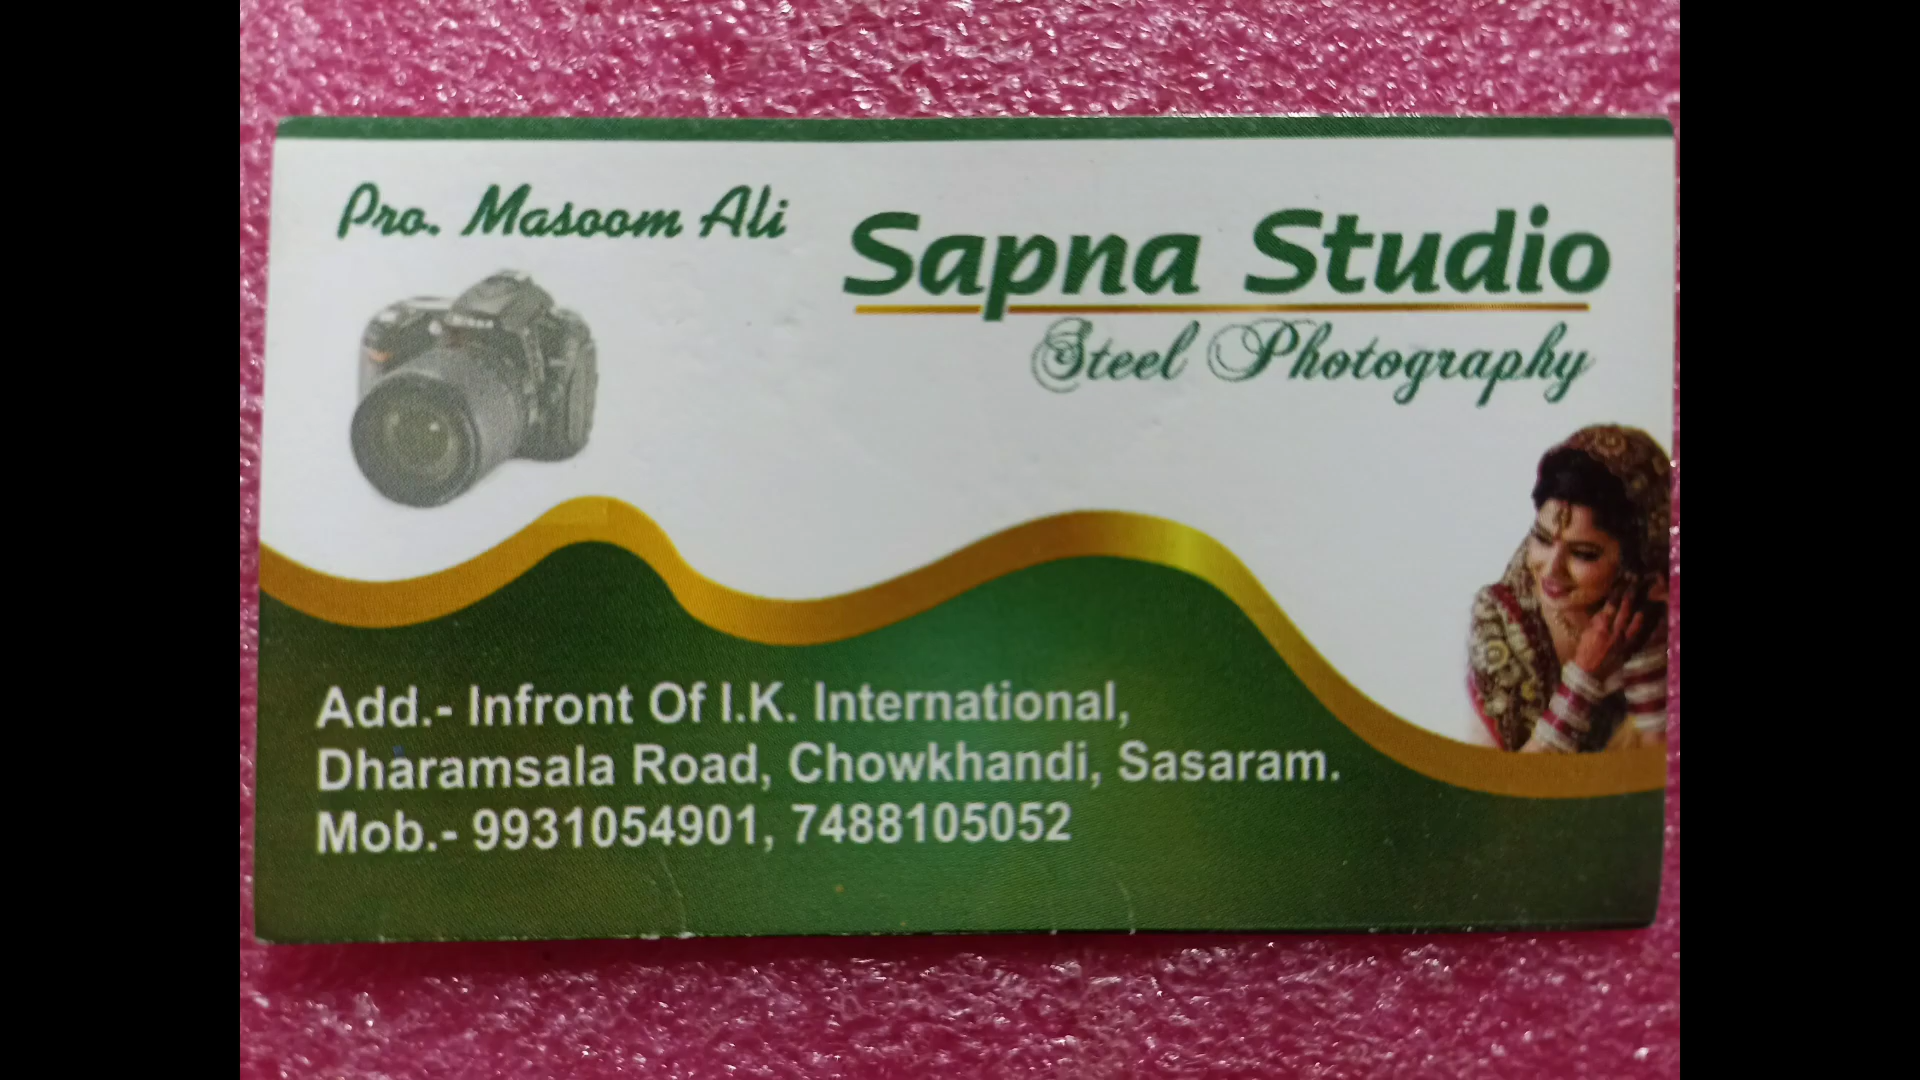 Pro. Masoom Ali
Sapna Studio
Steel Photography
Add.- Infront Of I.K. International,
Dharamsala Road, Chowkhandi, Sasaram.
Mob.- 9931054901, 7488105052